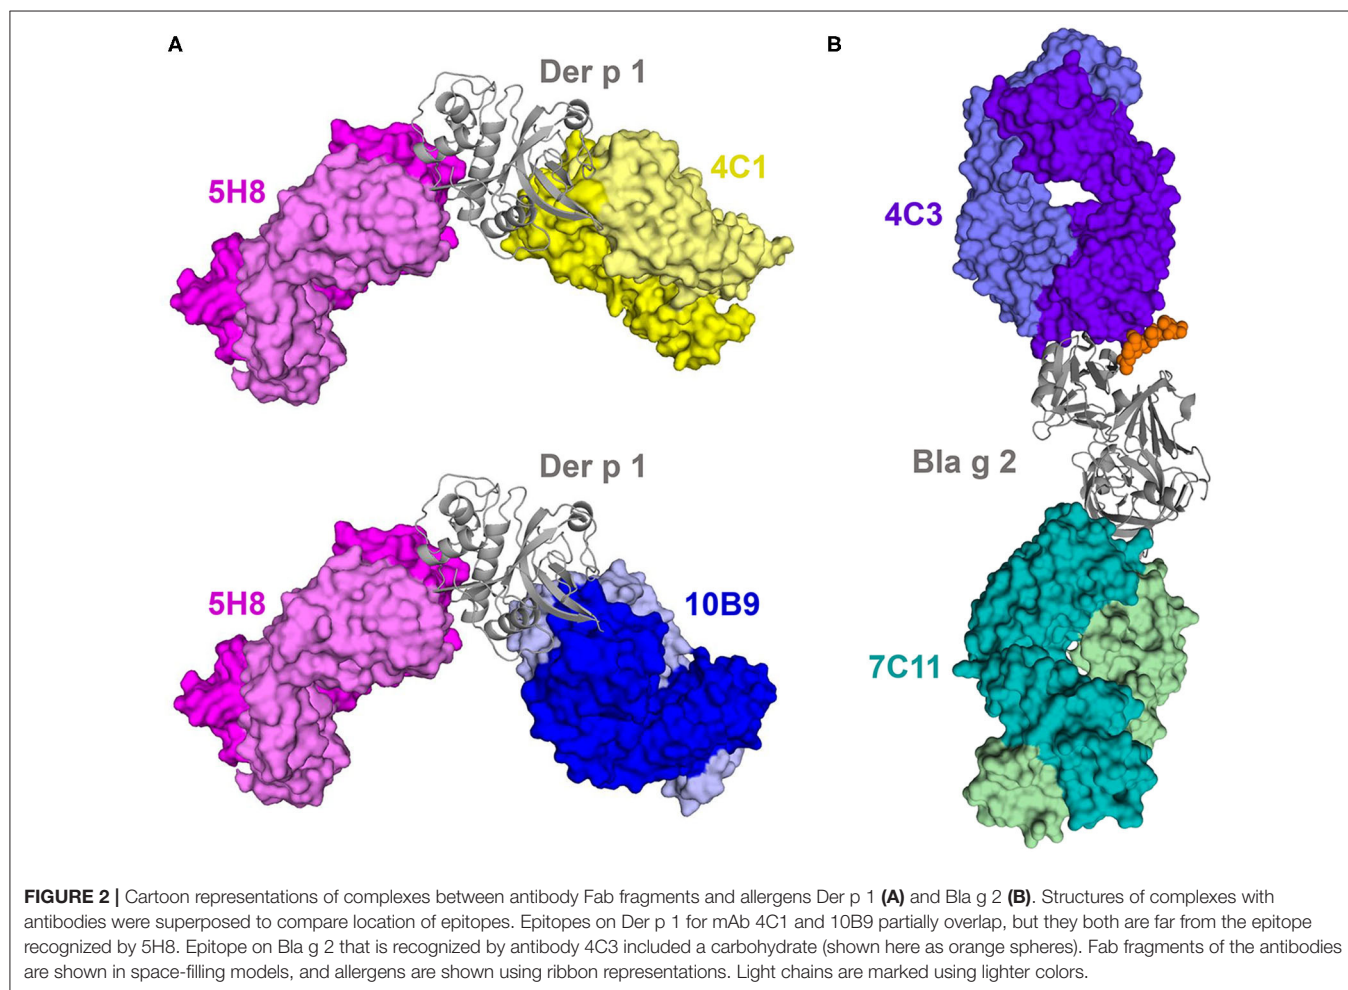 A
Der p 1
5H8
4C1
Der p 1
5H8
10B9
B
4C3
Bla g 2
7C11
FIGURE 2 | Cartoon representations of complexes between antibody Fab fragments and allergens Der p 1 (A) and Bla g 2 (B). Structures of complexes with
antibodies were superposed to compare location of epitopes. Epitopes on Der p 1 for mAb 4C1 and 10B9 partially overlap, but they both are far from the epitope
recognized by 5H8. Epitope on Bla g 2 that is recognized by antibody 4C3 included a carbohydrate (shown here as orange spheres). Fab fragments of the antibodies
are shown in space-filling models, and allergens are shown using ribbon representations. Light chains are marked using lighter colors.